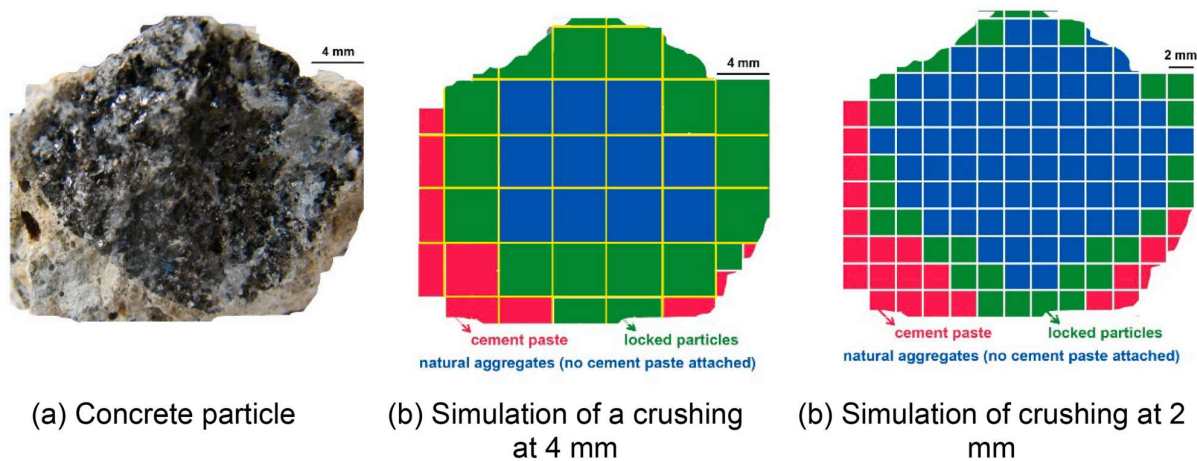 4 mm
4 mm
2 mm
cement paste
locked particles
natural aggregates (no cement paste attached)
cement paste
locked particles
natural aggregates (no cement paste attached)
(a) Concrete particle
(b) Simulation of a crushing
at 4 mm
(b) Simulation of crushing at 2
mm